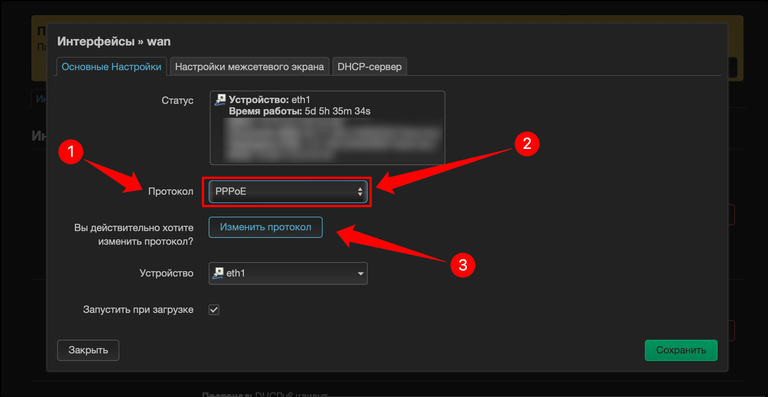 Интерфейсы » wan
Основные Настройки
Настройки межсетевого экрана
DHCP-сервер
Статус
Устройство: eth1
Время работы: 5d 5h 35m 34s
1
2
Протокол
PPPoE
Вы действительно хотите
изменить протокол?
Изменить протокол
3
Устройство
eth1
Запустить при загрузке
Закрыть
Сохранить